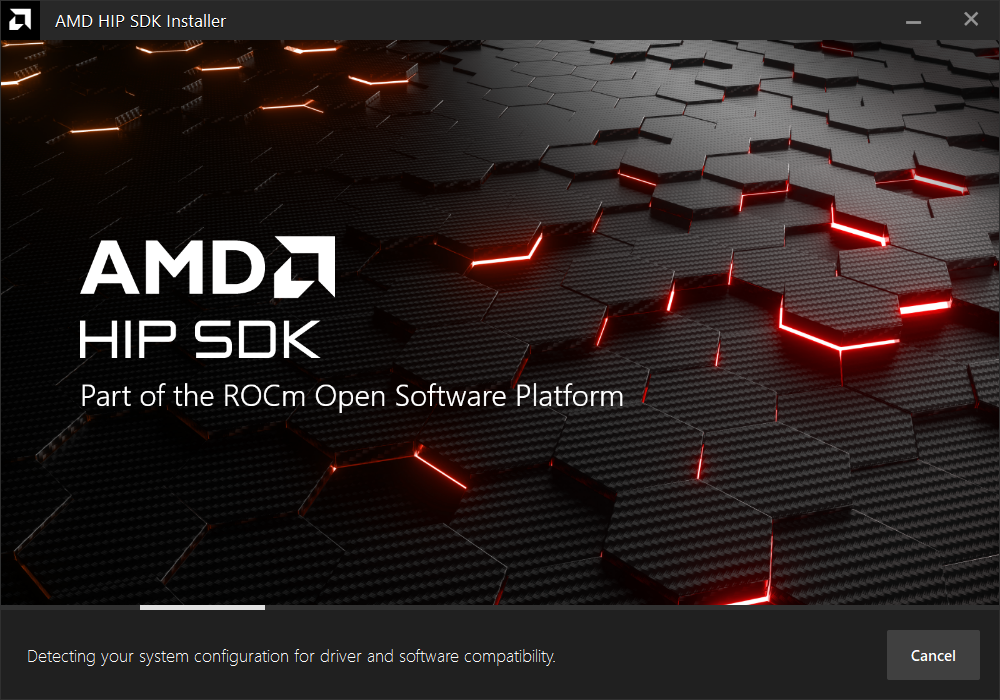 AMD HIP SDK Installer
AMD
HIP SDK
Part of the ROCm Open Software Platform
Detecting your system configuration for driver and software compatibility.
Cancel